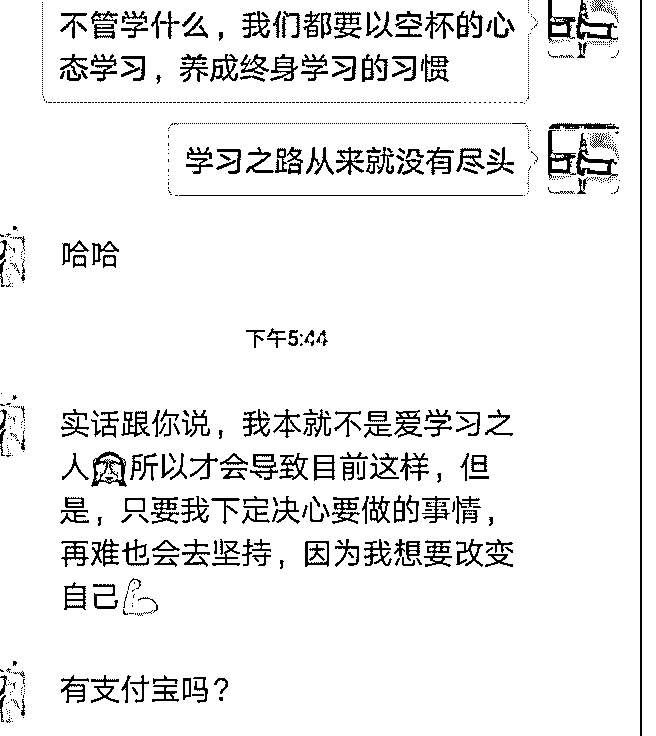 不管学什么，我们都要以空杯的心
态学习，养成终身学习的习惯
学习之路从来就没有尽头
哈哈
下午5:44
实话跟你说，我本就不是爱学习之
人🤦‍♀️所以才会导致目前这样，但
是，只要我下定决心要做的事情，
再难也会去坚持，因为我想要改变
自己💪
有支付宝吗？